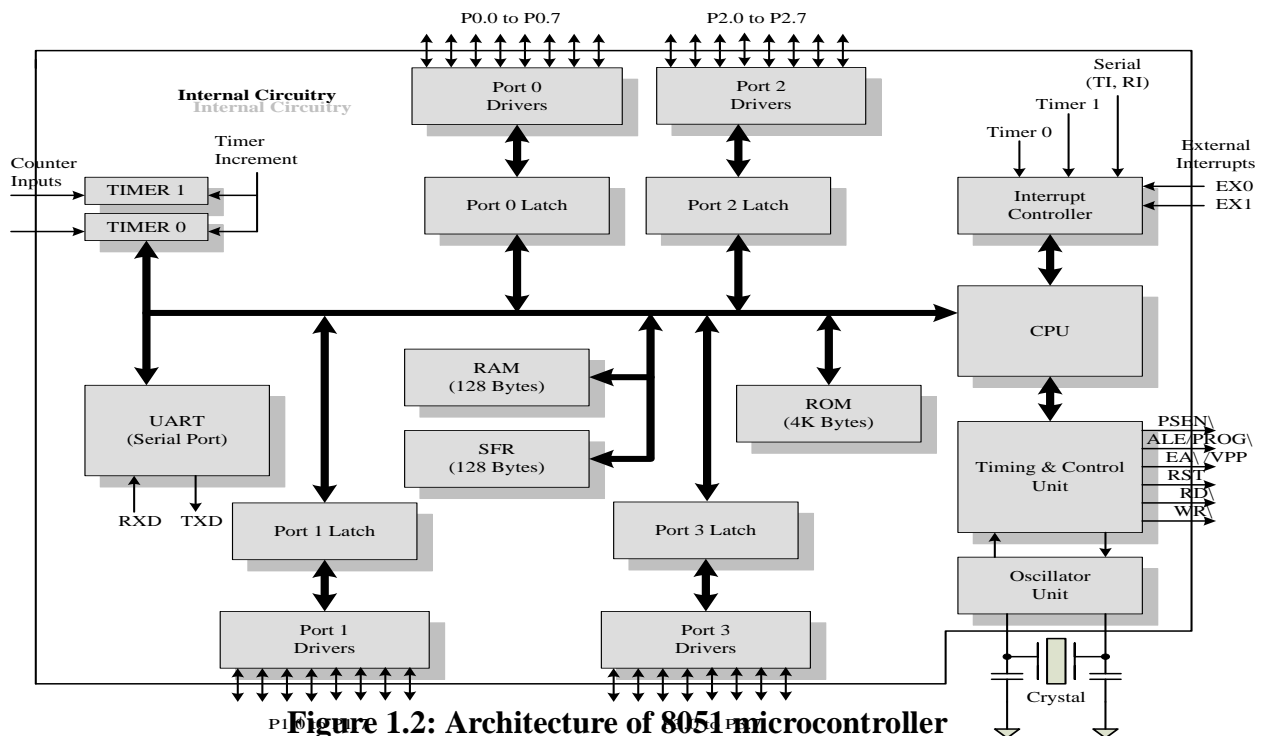 P0.0 to P0.7
P2.0 to P2.7
Port 0
Drivers
Port 2
Drivers
Serial
(TI, RI)
Internal Circuitry
Timer 1
Timer 0
Timer
Increment
External
Interrupts
Counter
Inputs
TIMER 1
TIMER 0
Port 0 Latch
Port 2 Latch
Interrupt
Controller
EX0
EX1
CPU
RAM
(128 Bytes)
ROM
(4K Bytes)
UART
(Serial Port)
SFR
(128 Bytes)
Timing & Control
Unit
PSEN\
ALE/PROG\
EA\ /VPP
RST
RD\
WR\
RXD
TXD
Port 1 Latch
Port 3 Latch
Oscillator
Unit
Port 1
Drivers
Port 3
Drivers
Crystal
Figure 1.2: Architecture of 8051 microcontroller